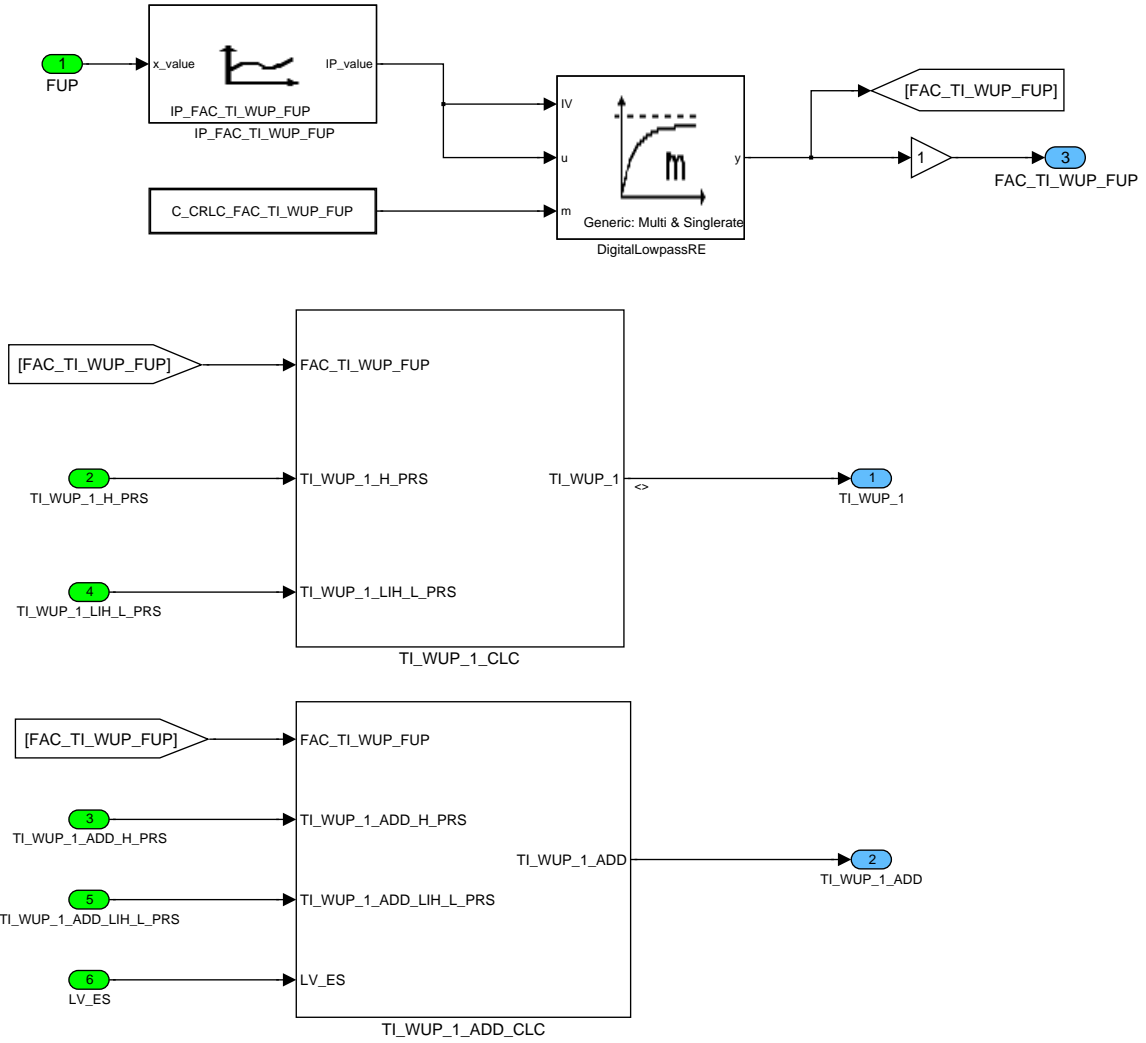 1
FUP
x_value
IP_value
IP_FAC_TI_WUP_FUP
IP_FAC_TI_WUP_FUP
C_CRLC_FAC_TI_WUP_FUP
IV
u
m
m
y
Generic: Multi & Singlerate
DigitalLowpassRE
[FAC_TI_WUP_FUP]
1
3
FAC_TI_WUP_FUP
[FAC_TI_WUP_FUP]
FAC_TI_WUP_FUP
2
TI_WUP_1_H_PRS
TI_WUP_1_H_PRS
TI_WUP_1
<>
1
TI_WUP_1
4
TI_WUP_1_LIH_L_PRS
TI_WUP_1_LIH_L_PRS
TI_WUP_1_CLC
[FAC_TI_WUP_FUP]
FAC_TI_WUP_FUP
3
TI_WUP_1_ADD_H_PRS
TI_WUP_1_ADD_H_PRS
TI_WUP_1_ADD
2
TI_WUP_1_ADD
5
TI_WUP_1_ADD_LIH_L_PRS
TI_WUP_1_ADD_LIH_L_PRS
6
LV_ES
LV_ES
TI_WUP_1_ADD_CLC